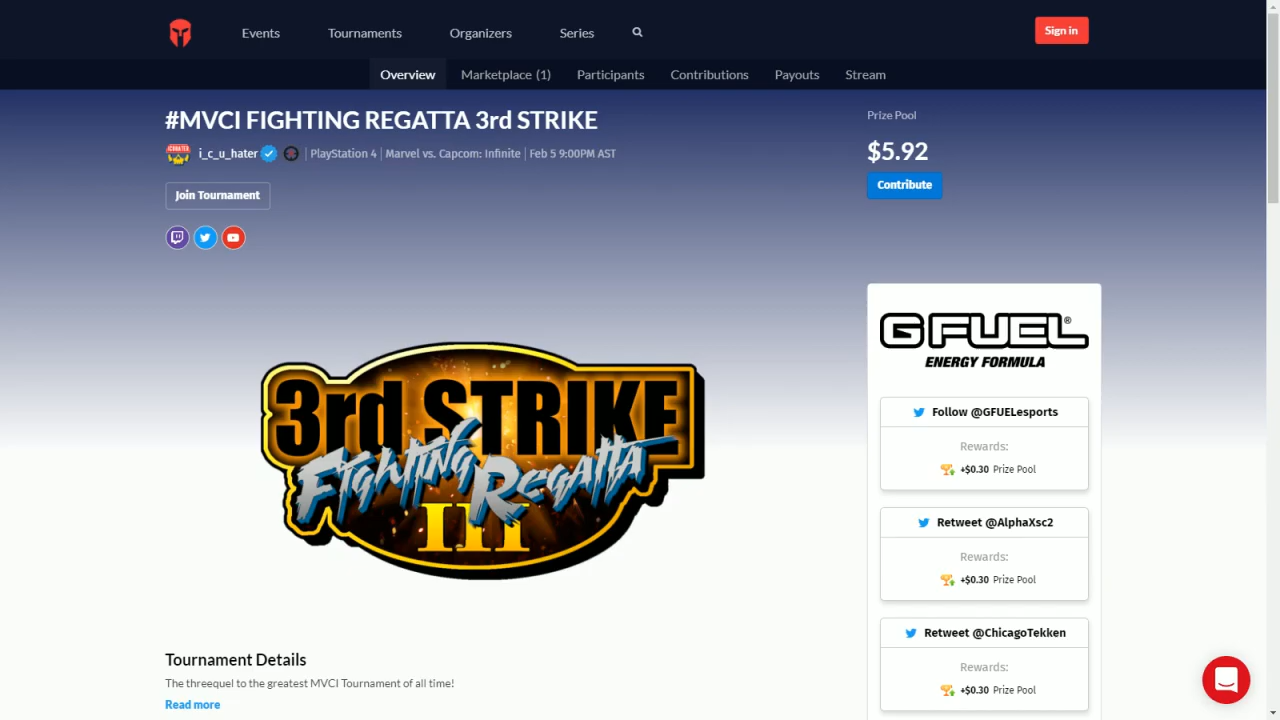 Events
Tournaments
Organizers
Series
Sign in
Overview
Marketplace (1)
Participants
Contributions
Payouts
Stream
#MVCI FIGHTING REGATTA 3rd STRIKE
i_c_u_hater | PlayStation 4 | Marvel vs. Capcom: Infinite | Feb 5 9:00PM AST
Join Tournament
Prize Pool
$5.92
Contribute
3rd STRIKE
Fighting Regatta
III
GFUEL®
ENERGY FORMULA
Follow @GFUELesports
Rewards:
+$0.30 Prize Pool
Retweet @AlphaXsc2
Rewards:
+$0.30 Prize Pool
Retweet @ChicagoTekken
Rewards:
+$0.30 Prize Pool
Tournament Details
The threequel to the greatest MVCI Tournament of all time!
Read more